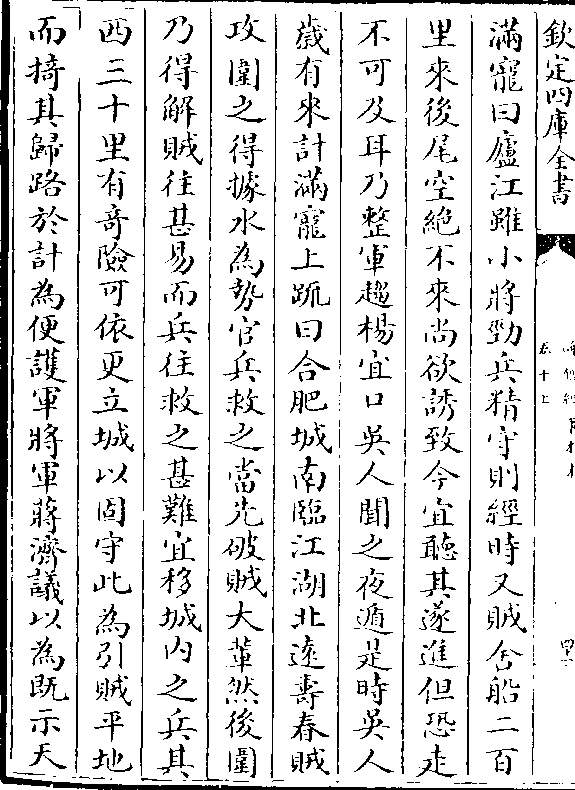 欽定四庫全書
卷十上
滿寵曰廬江雖小將勁兵精守則經時又賊舍船二百
里來後尾空絶不來尚欲誘致今宜聽其遂進但恐走
不可及耳乃整軍趨楊宜口吳人聞之夜遁是時吳人
歲有來計滿寵上疏曰合肥城南臨江湖北逺壽春賊
攻圍之得據水為勢官兵救之當先破賊大軰然後圍
乃得解賊往甚易而兵往救之甚難宜移城内之兵其
西三十里有奇險可依更立城以固守此為引賊平地
而掎其歸路於計為便護軍將軍蔣濟議以為既示天